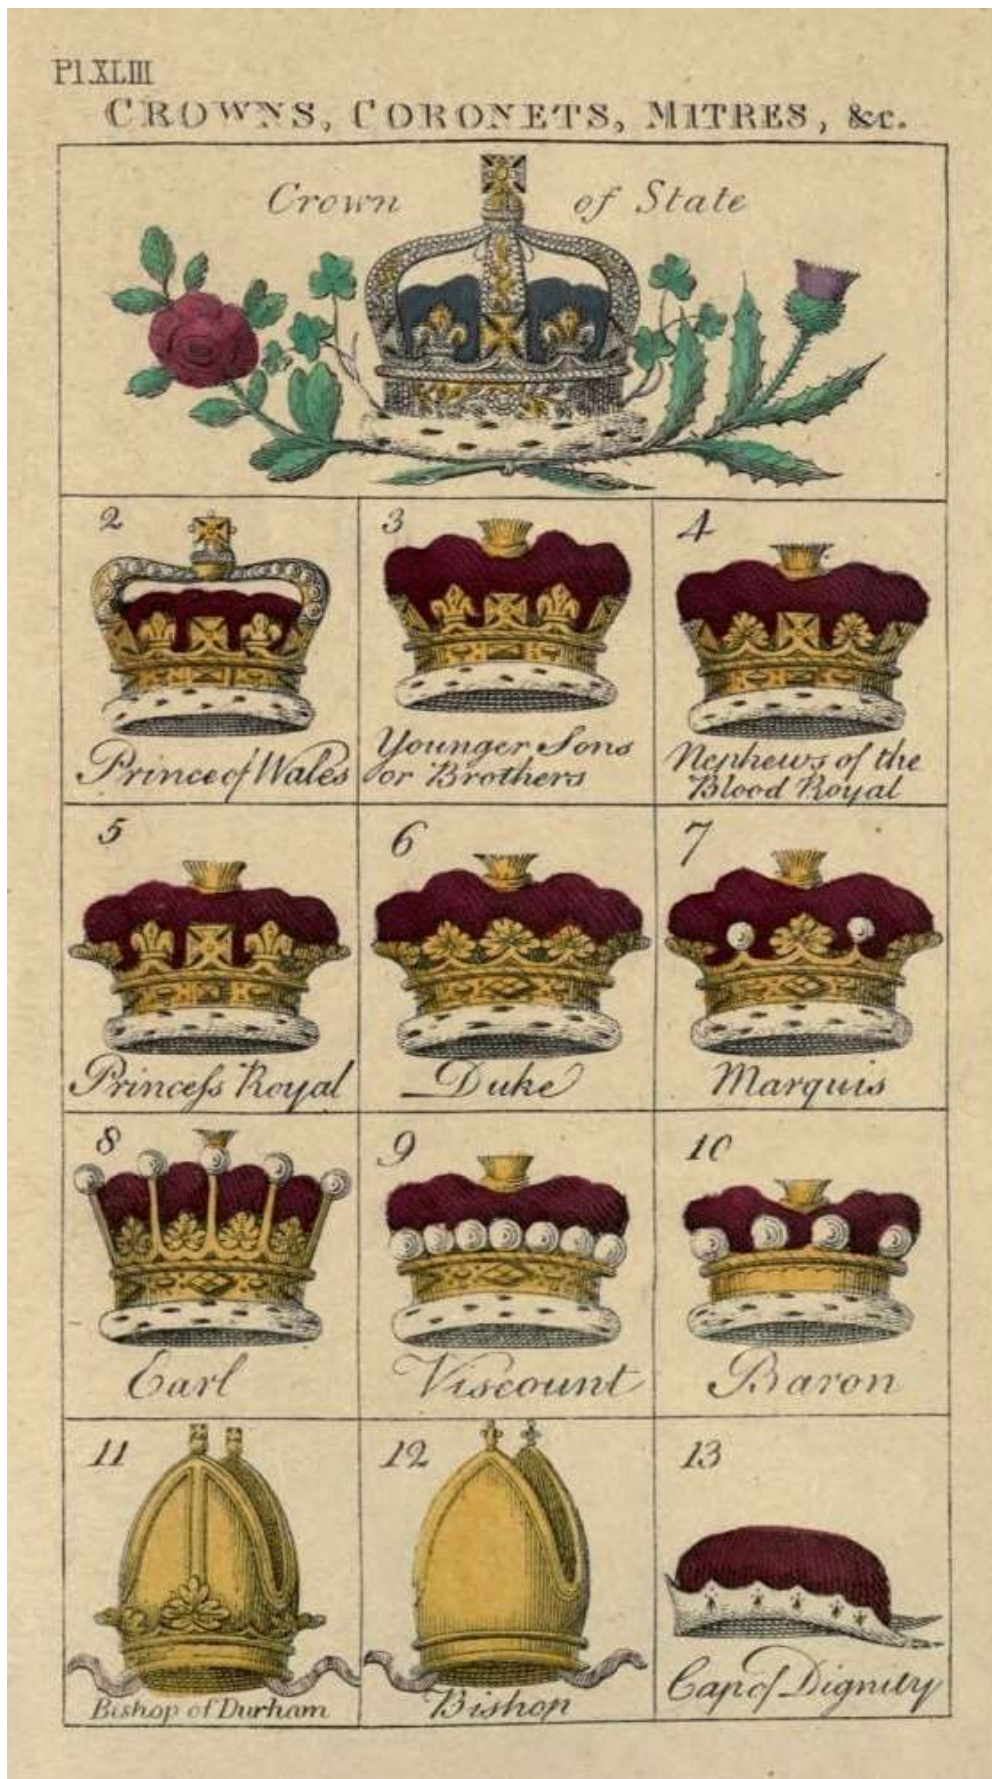 Pl.XLIII
CROWNS, CORONETS, MITRES, &c.
Crown of State
2
3
4
Prince of Wales
Younger Sons
or Brothers
Nephews of the
Blood Royal
5
6
7
Princeſs Royal
Duke
Marquis
8
9
10
Earl
Viscount
Baron
11
12
13
Bishop of Durham
Bishop
Cap of Dignity